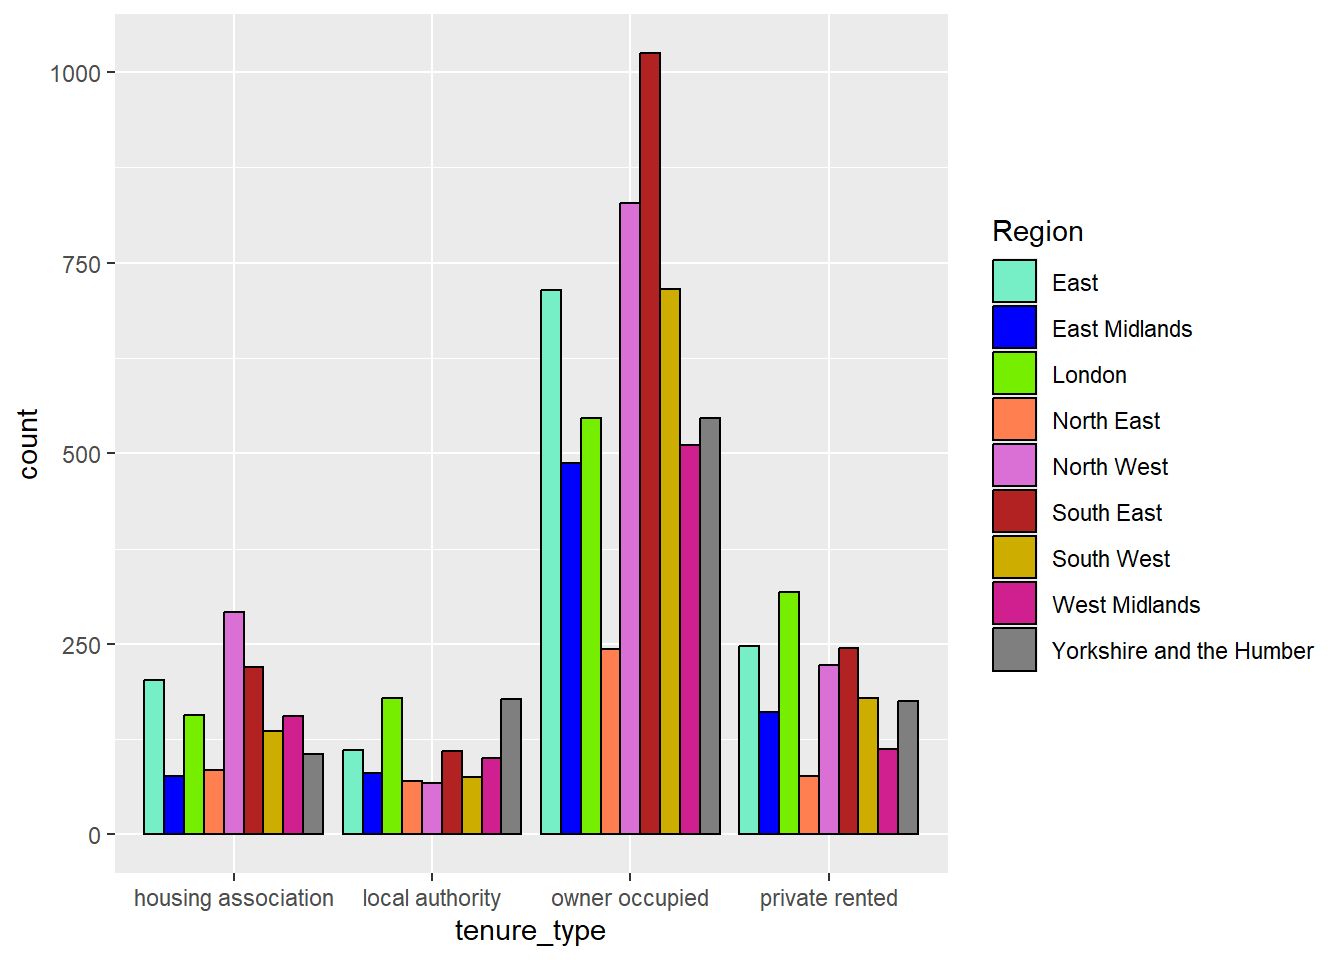 1000
750
500
250
0
count
housing association
local authority
owner occupied
private rented
tenure_type
Region
East
East Midlands
London
North East
North West
South East
South West
West Midlands
Yorkshire and the Humber